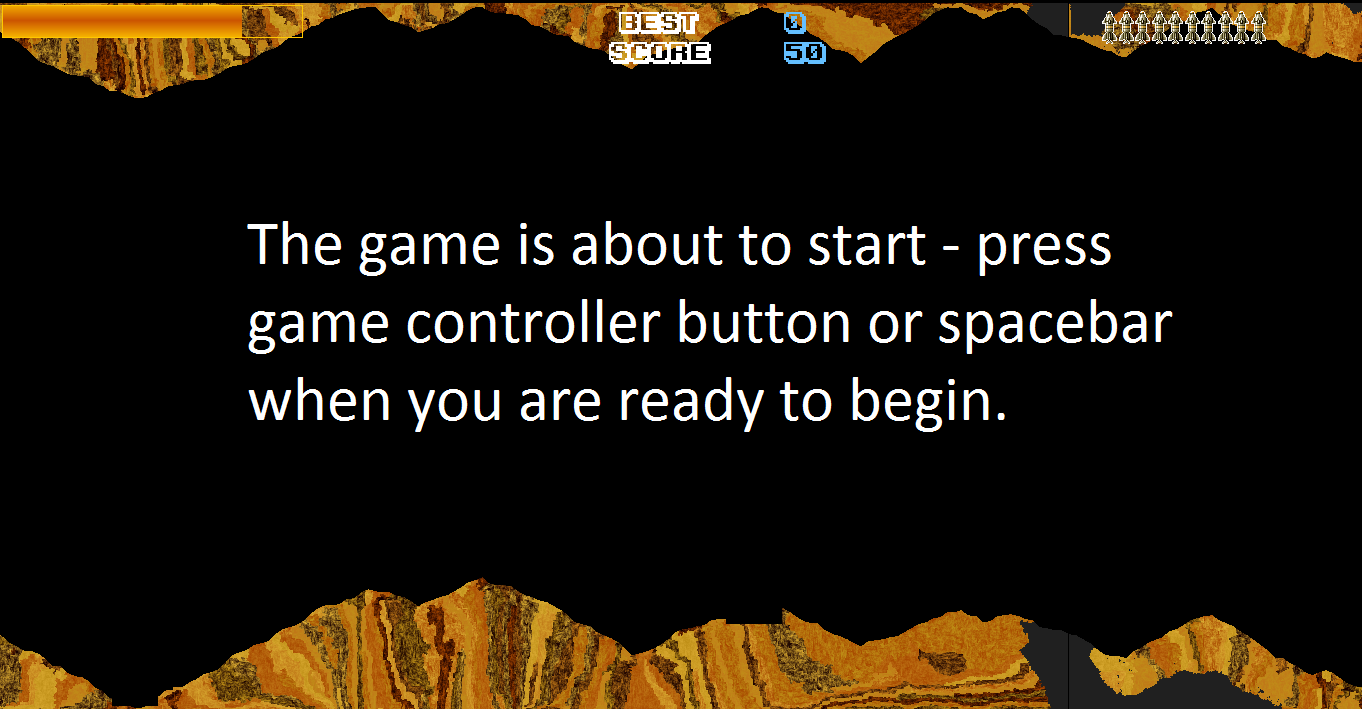 BEST 0
SCORE 50
The game is about to start - press
game controller button or spacebar
when you are ready to begin.